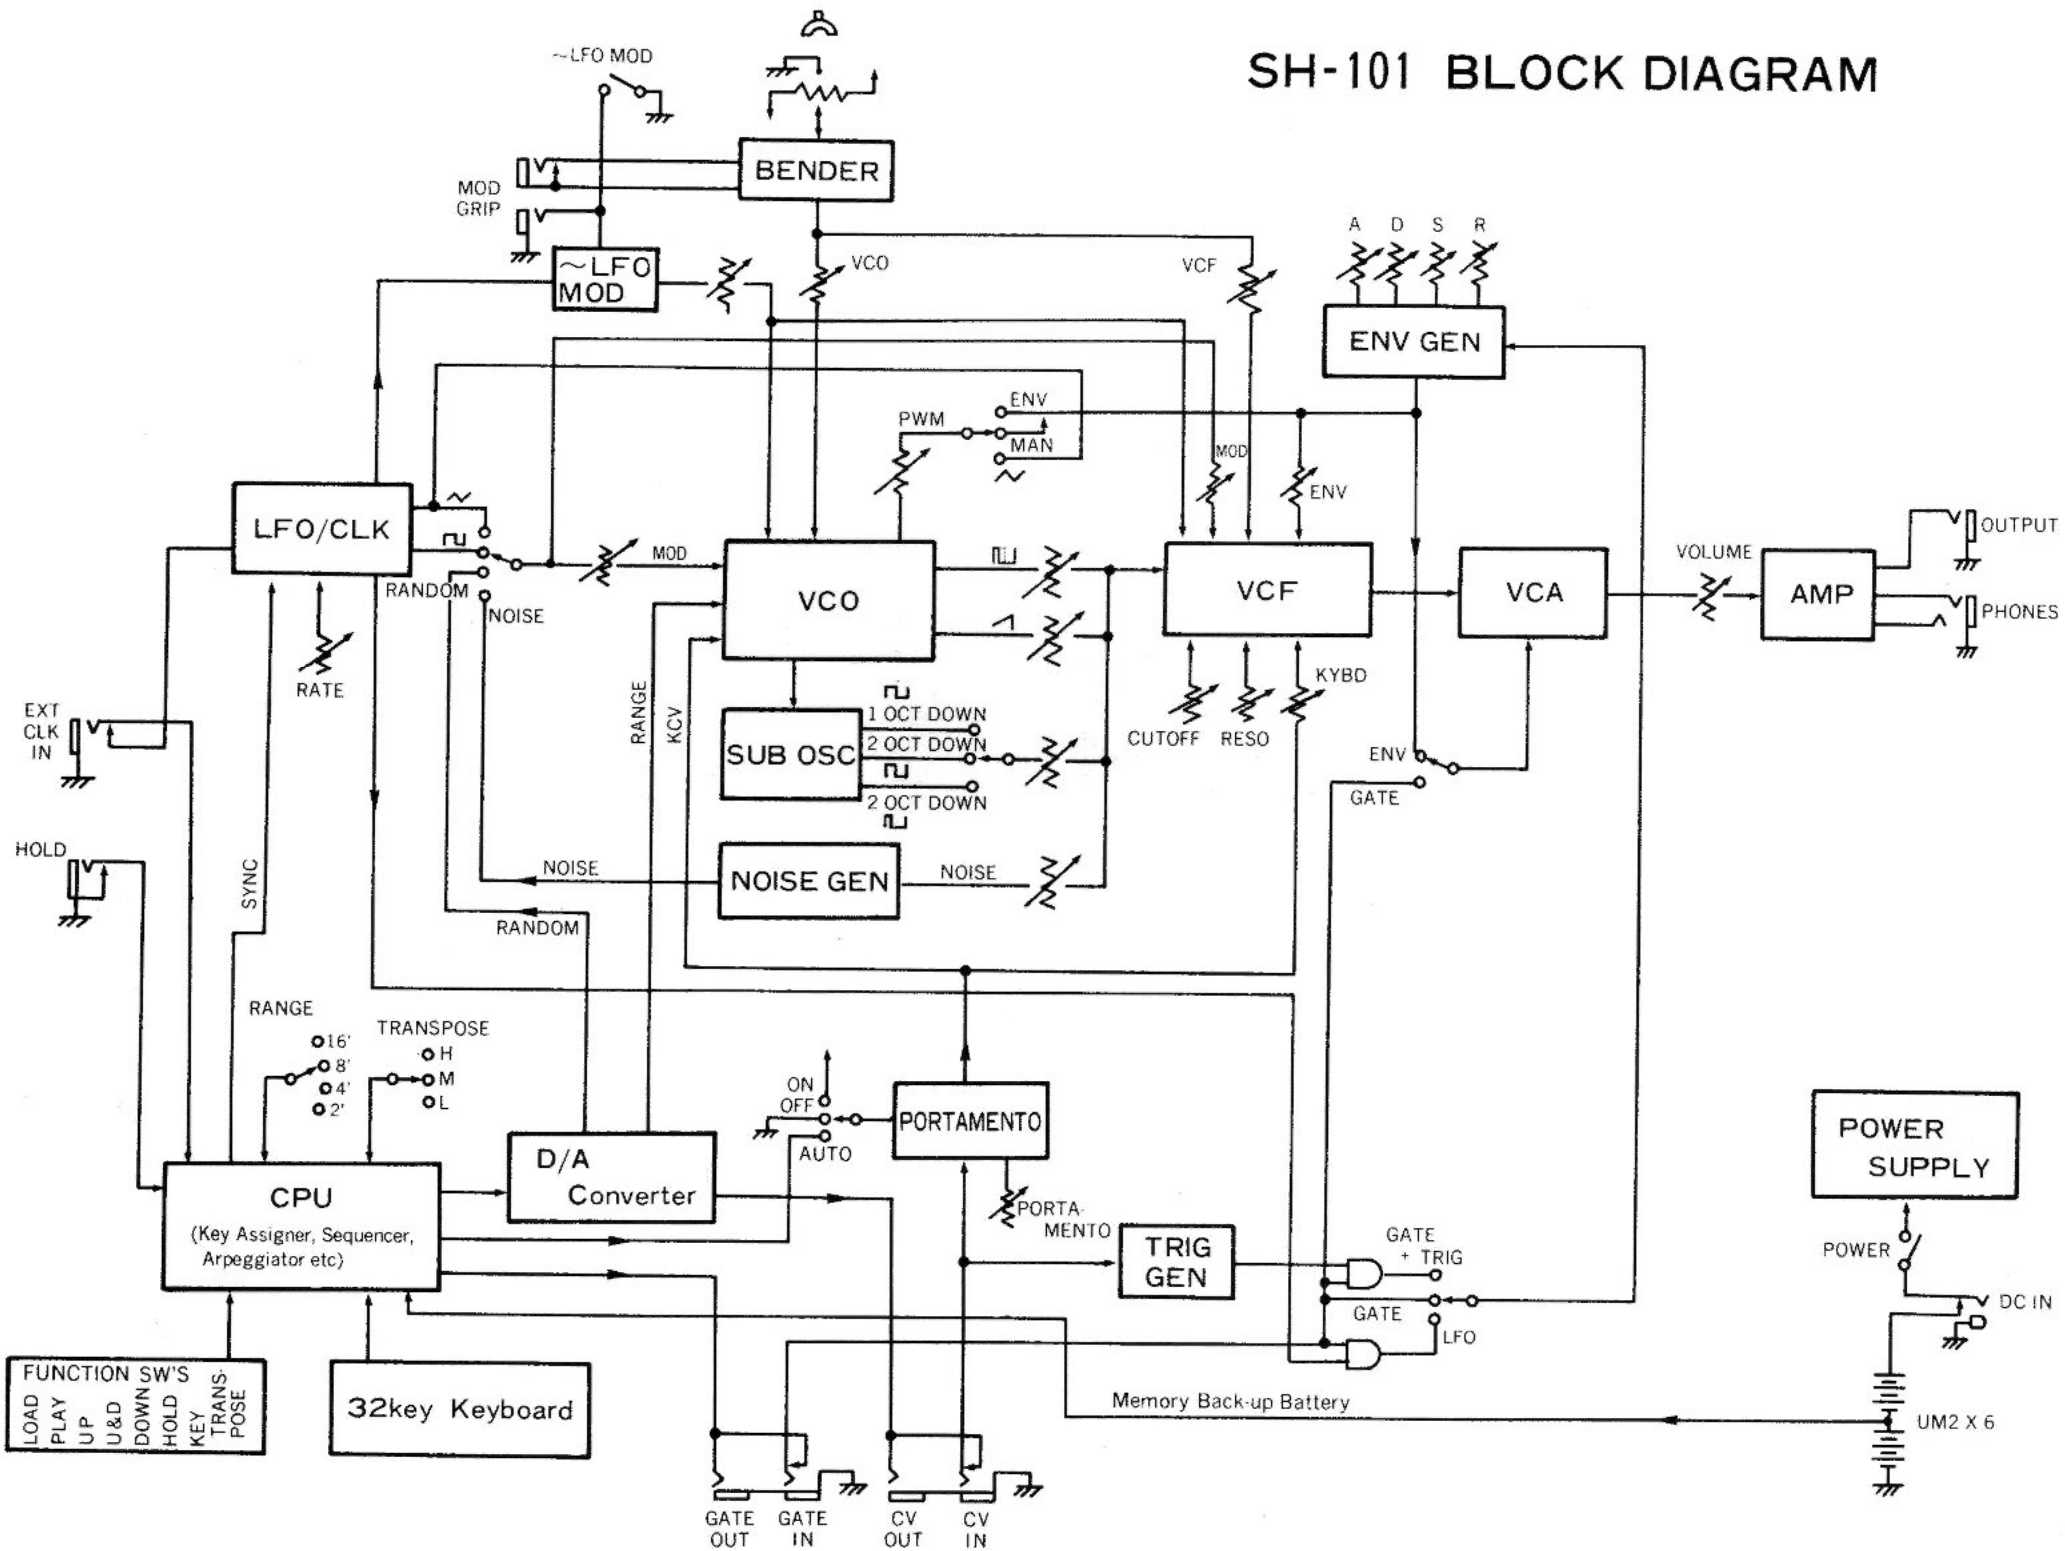 SH-101 BLOCK DIAGRAM
~LFO MOD
BENDER
MOD
GRIP
~LFO
MOD
VCO
VCF
A D S R
ENV GEN
ENV
PWM
MAN
MOD
ENV
LFO/CLK
RANDOM
NOISE
MOD
VCO
VCF
VCA
VOLUME
AMP
OUTPUT
PHONES
RATE
EXT
CLK
IN
RANGE
KCV
SUB OSC
1 OCT DOWN
2 OCT DOWN
2 OCT DOWN
CUTOFF
RESO
KYBD
ENV
GATE
HOLD
SYNC
NOISE
NOISE GEN
NOISE
RANDOM
RANGE
16'
8'
4'
2'
TRANSPOSE
H
M
L
ON
OFF
AUTO
PORTAMENTO
PORTA-
MENTO
CPU
(Key Assigner, Sequencer,
Arpeggiator etc)
D/A
Converter
TRIG
GEN
GATE
+ TRIG
GATE
LFO
POWER
SUPPLY
POWER
DC IN
FUNCTION SW'S
LOAD
PLAY
UP
U&D
DOWN
HOLD
KEY
TRANS-
POSE
32key Keyboard
Memory Back-up Battery
UM2 X 6
GATE
OUT
GATE
IN
CV
OUT
CV
IN